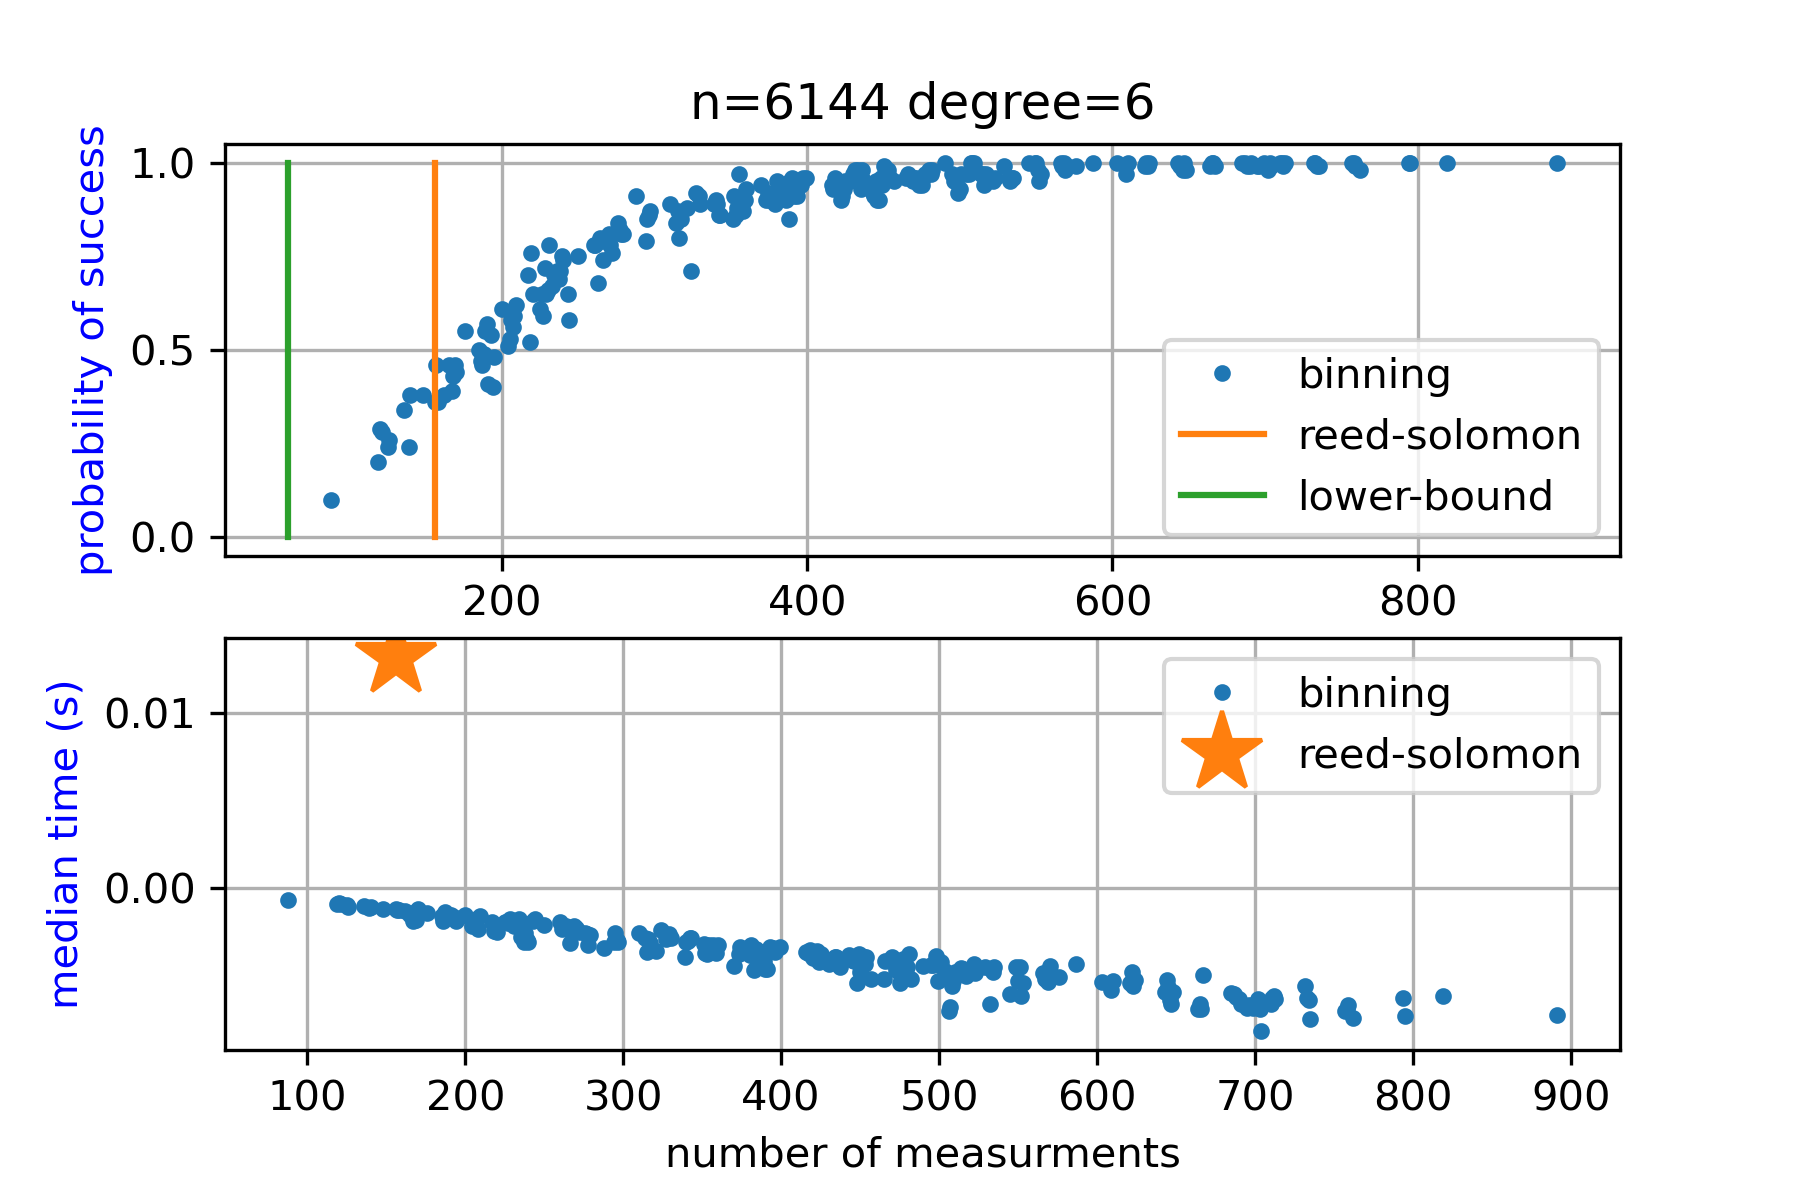 n=6144 degree=6
probability of success
1.0
0.5
0.0
binning
reed-solomon
lower-bound
200 400 600 800
median time (s)
0.01
0.00
binning
reed-solomon
100 200 300 400 500 600 700 800 900
number of measurments